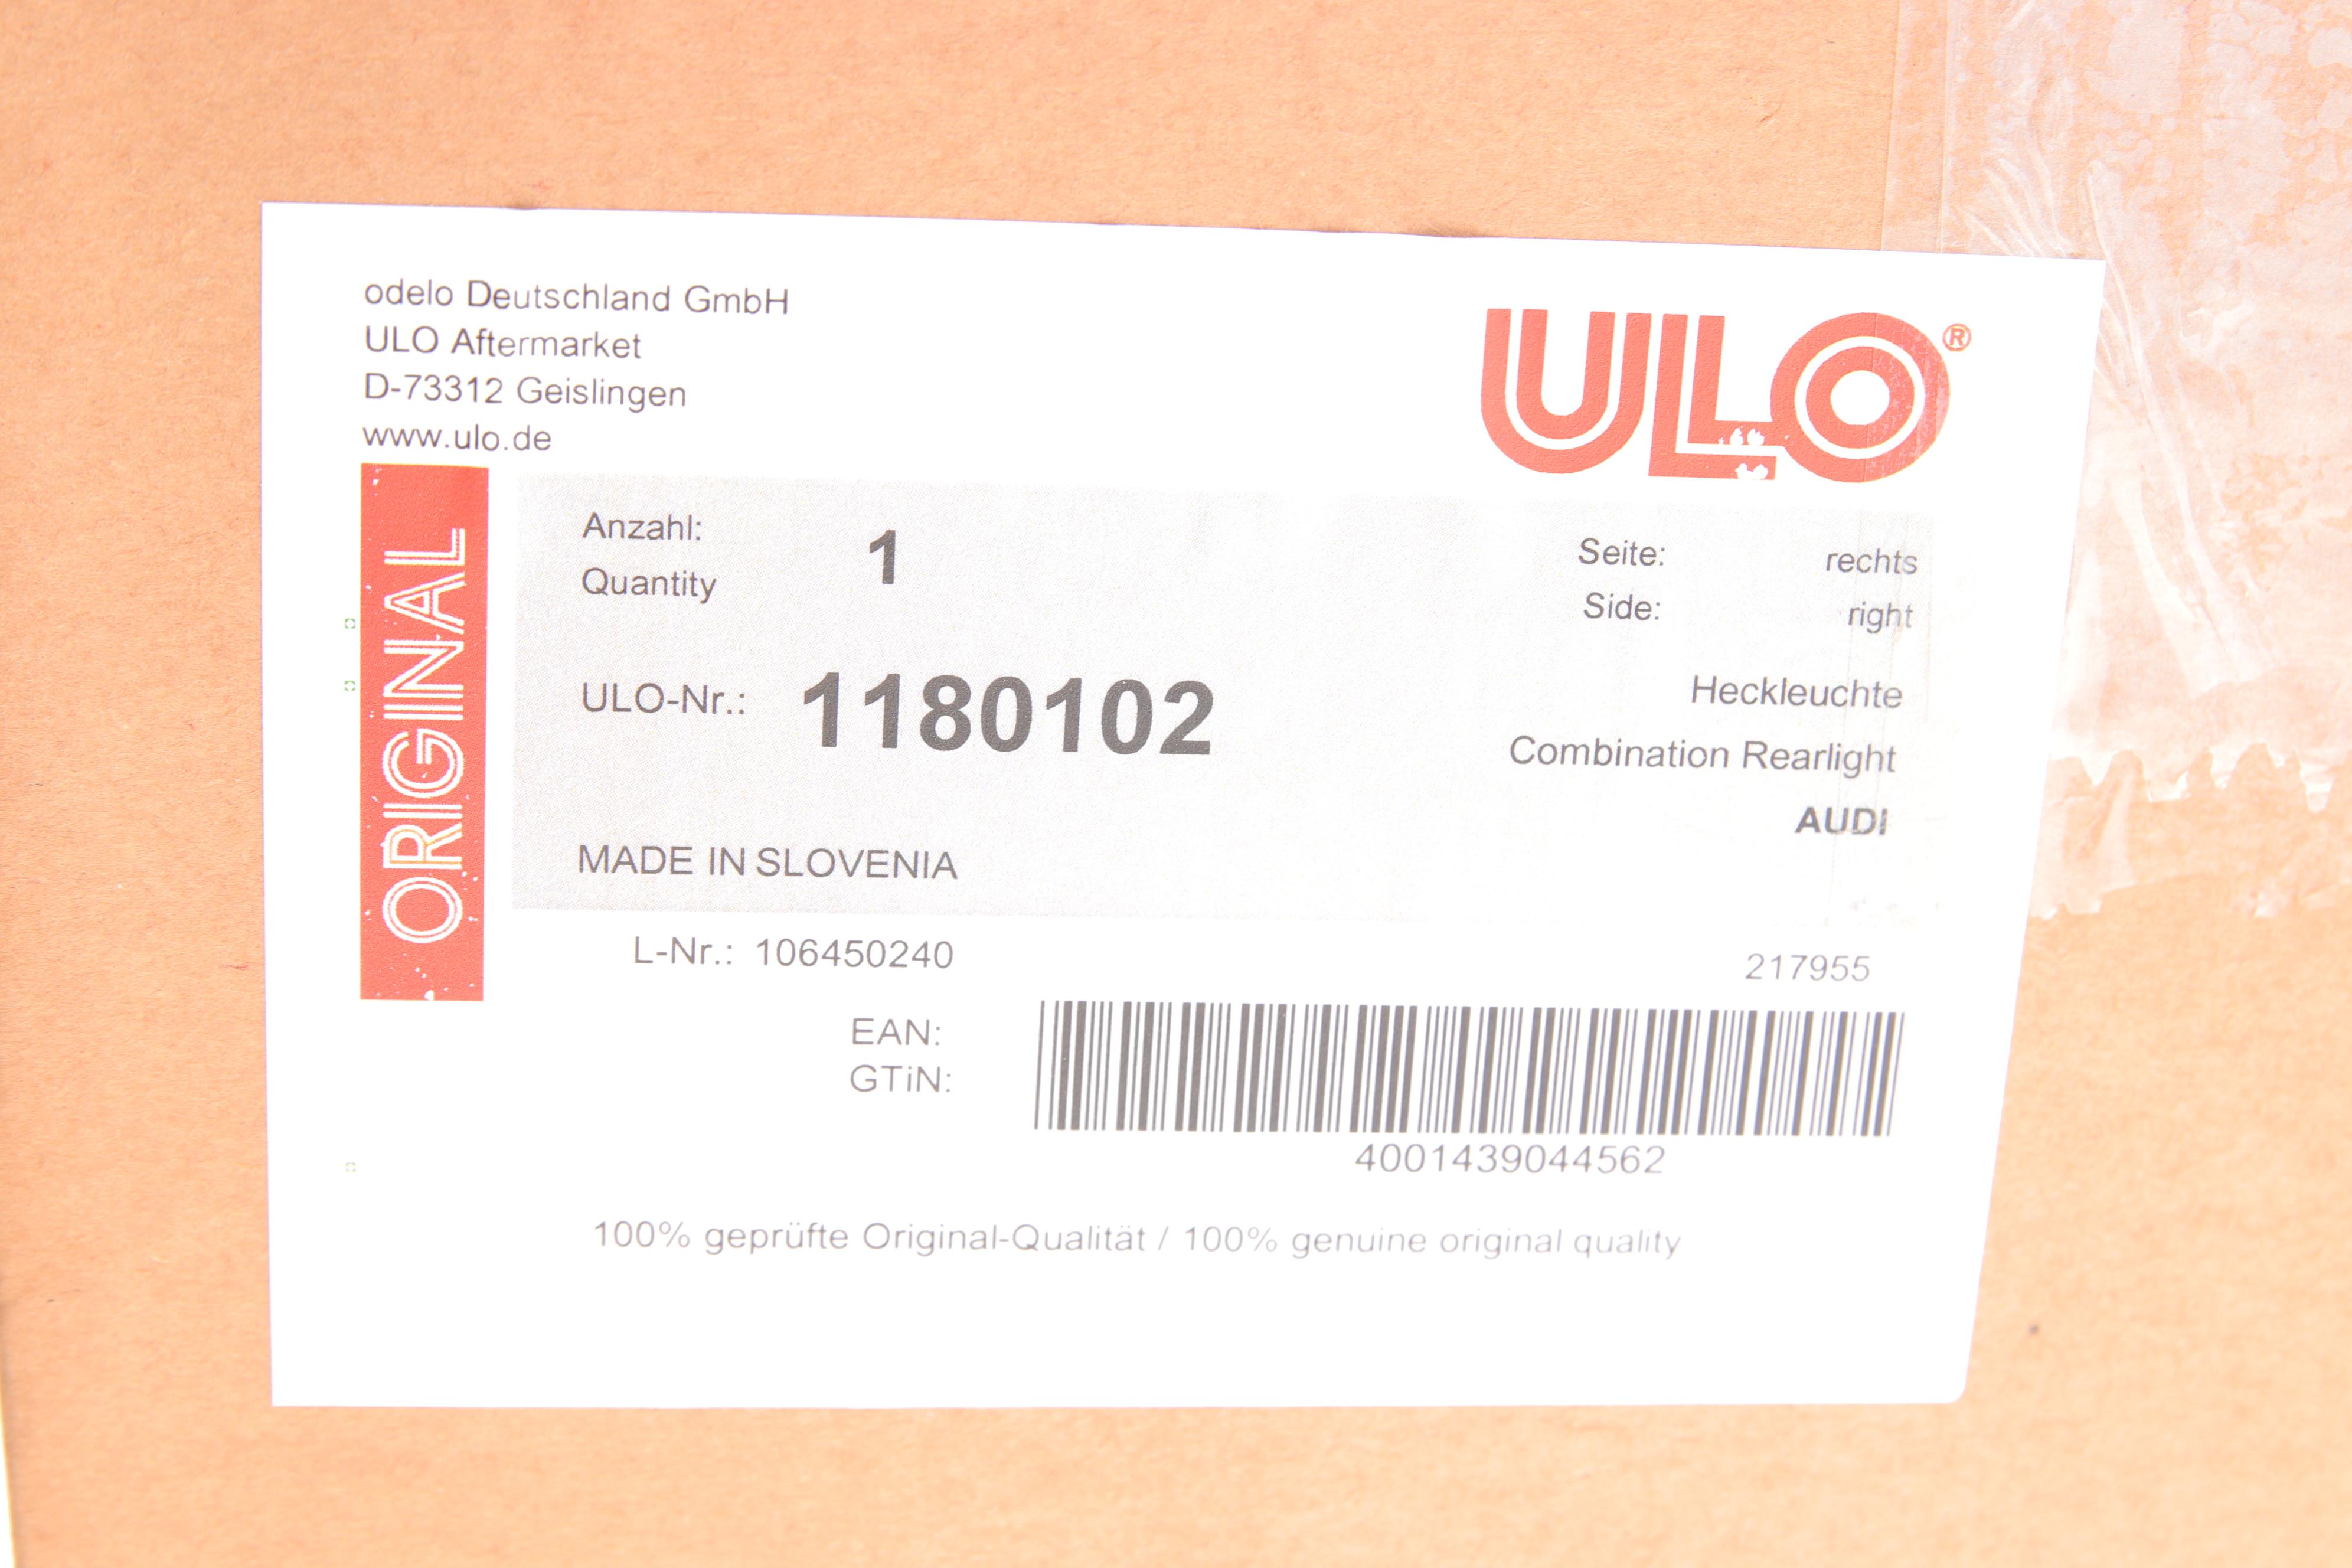 odelo Deutschland GmbH
ULO Aftermarket
D-73312 Geislingen
www.ulo.de
ULO®
ORIGINAL
Anzahl: 1
Quantity
Seite: rechts
Side: right
ULO-Nr.: 1180102
Heckleuchte
Combination Rearlight
AUDI
MADE IN SLOVENIA
L-Nr.: 106450240
217955
EAN:
GTiN:
4001439044562
100% geprüfte Original-Qualität / 100% genuine original quality